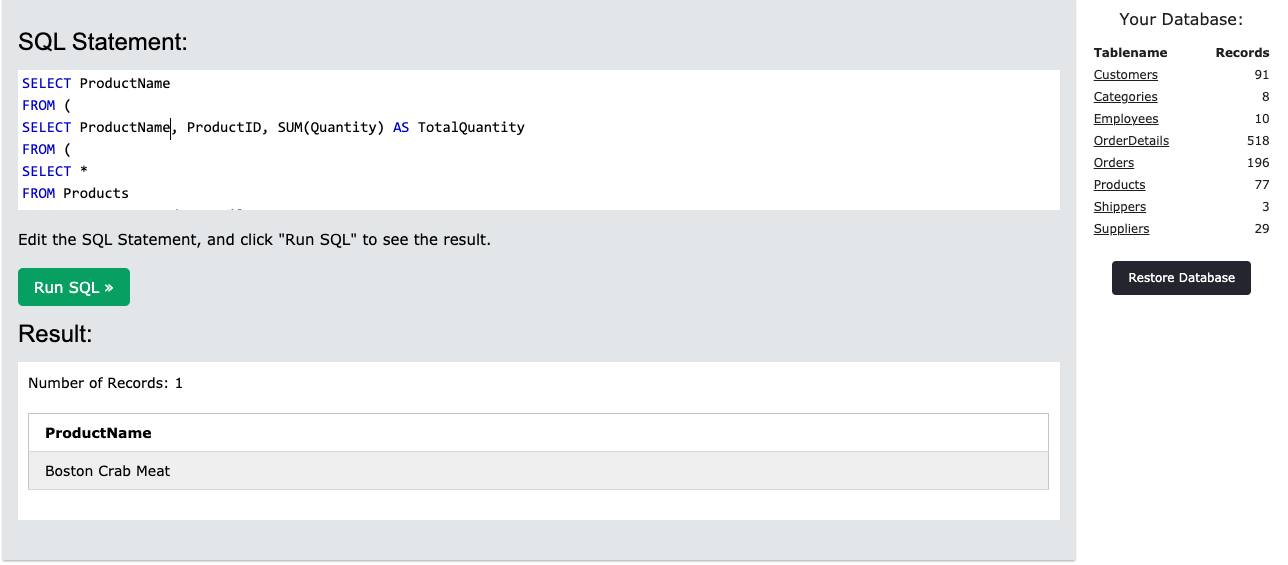 SQL Statement:
SELECT ProductName
FROM (
SELECT ProductName, ProductID, SUM(Quantity) AS TotalQuantity
FROM (
SELECT *
FROM Products
Edit the SQL Statement, and click "Run SQL" to see the result.
Run SQL »
Result:
Number of Records: 1
ProductName
Boston Crab Meat
Your Database:
Tablename Records
Customers 91
Categories 8
Employees 10
OrderDetails 518
Orders 196
Products 77
Shippers 3
Suppliers 29
Restore Database